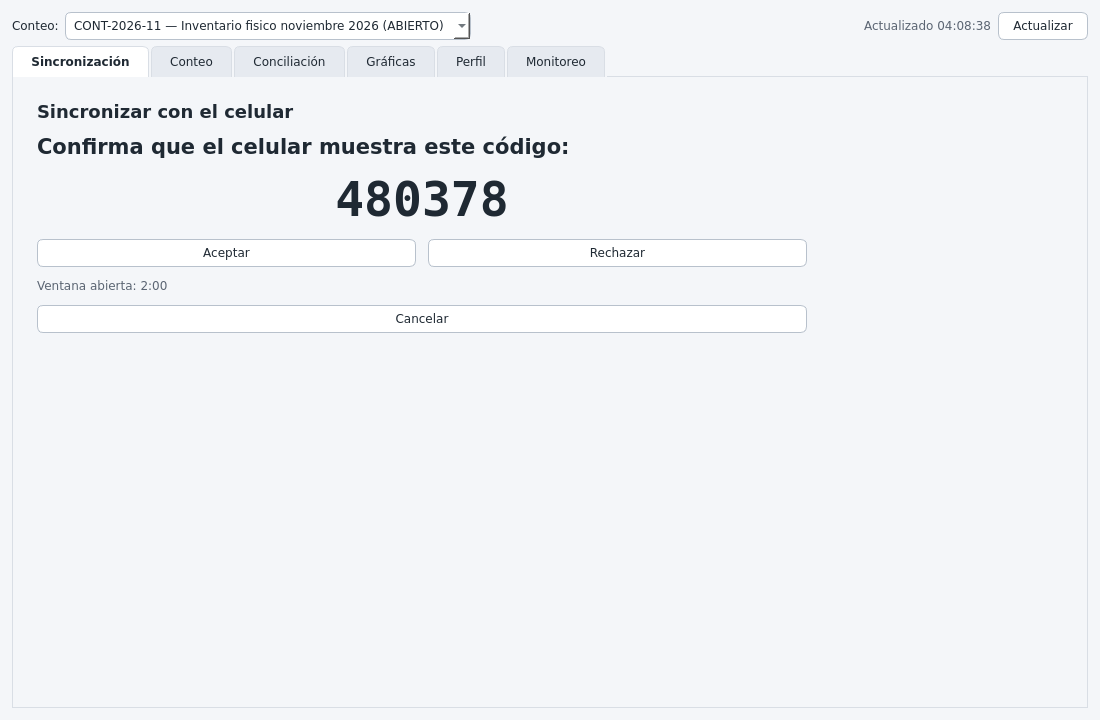 Conteo: CONT-2026-11 — Inventario fisico noviembre 2026 (ABIERTO) Actualizado 04:08:38 Actualizar
Sincronización Conteo Conciliación Gráficas Perfil Monitoreo
Sincronizar con el celular
Confirma que el celular muestra este código:
480378
Aceptar Rechazar
Ventana abierta: 2:00
Cancelar